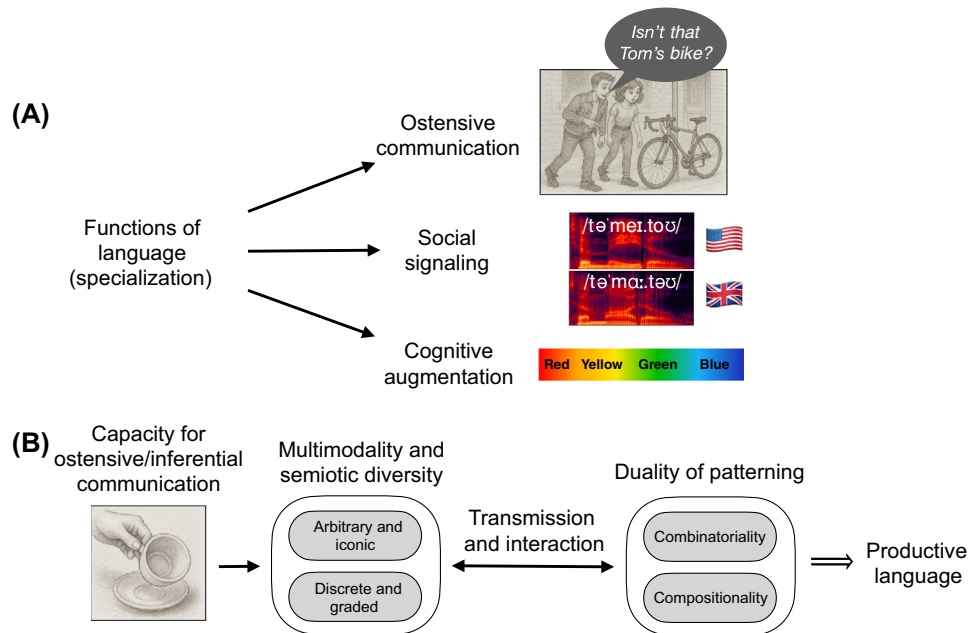 Isn't that
Tom's bike?
(A)
Ostensive
communication
Functions of
language
(specialization)
Social
signaling
/təˈmeɪ.toʊ/
/təˈmɑː.təʊ/
Cognitive
augmentation
Red Yellow Green Blue
(B)
Capacity for
ostensive/inferential
communication
Multimodality and
semiotic diversity
Arbitrary and
iconic
Discrete and
graded
Transmission
and interaction
Duality of patterning
Combinatoriality
Compositionality
Productive
language